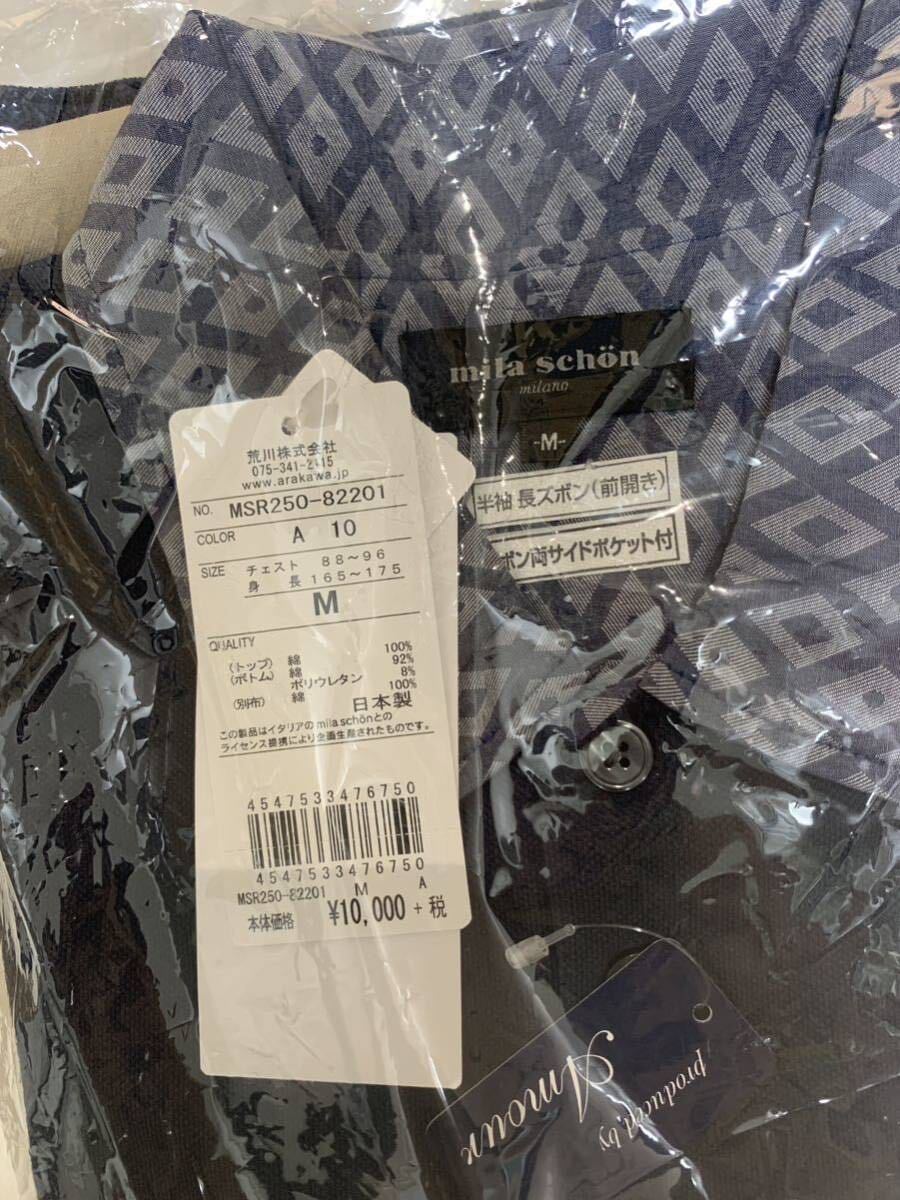 mila schön
milano
-M-
半袖 長ズボン(前開き)
ボン両サイドポケット付
荒川株式会社
075-341-2115
www.arakawa.jp
NO. MSR250-82201
COLOR A 10
SIZE チェスト 88~96
身長 165~175
M
QUALITY
(トップ) 綿 100%
(ボトム) 綿 92%
ポリウレタン 8%
(別布) 綿 100%
日本製
この製品はイタリアのmila schönとの
ライセンス提携により企画生産されたものです。
4547533476750
4547533476750
MSR250-82201 M A
本体価格 ¥10,000 + 税
produced by
Amour